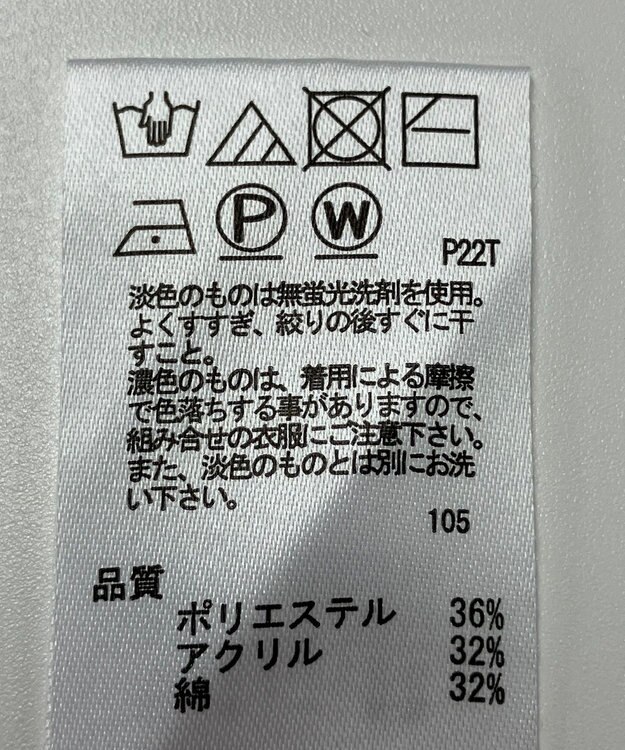 P W P22T
淡色のものは無蛍光洗剤を使用。
よくすすぎ、絞りの後すぐに干
すこと。
濃色のものは、着用による摩擦
で色落ちする事がありますので、
組み合せの衣服にご注意下さい。
また、淡色のものとは別にお洗
い下さい。
105
品質
ポリエステル 36%
アクリル 32%
綿 32%